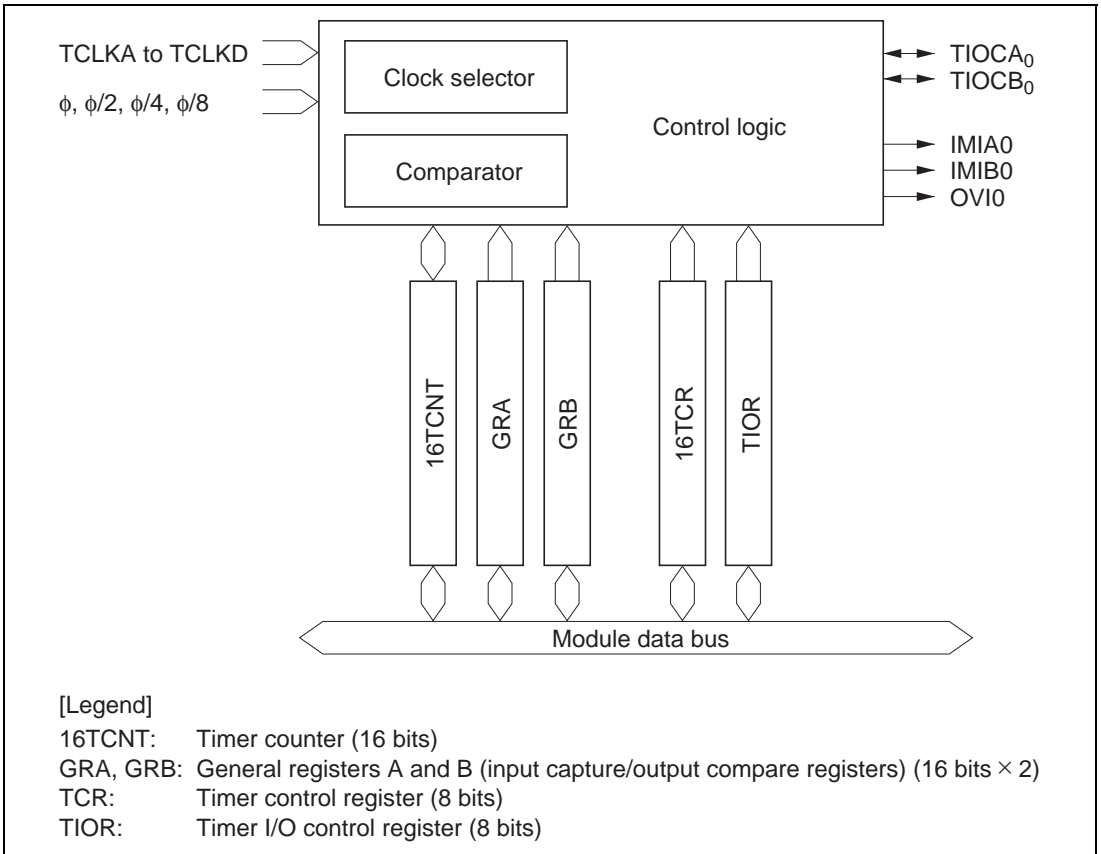 TCLKA to TCLKD
ϕ, ϕ/2, ϕ/4, ϕ/8
Clock selector
Comparator
Control logic
TIOCA₀
TIOCB₀
IMIA0
IMIB0
OVI0
16TCNT
GRA
GRB
16TCR
TIOR
Module data bus
[Legend]
16TCNT: Timer counter (16 bits)
GRA, GRB: General registers A and B (input capture/output compare registers) (16 bits × 2)
TCR: Timer control register (8 bits)
TIOR: Timer I/O control register (8 bits)